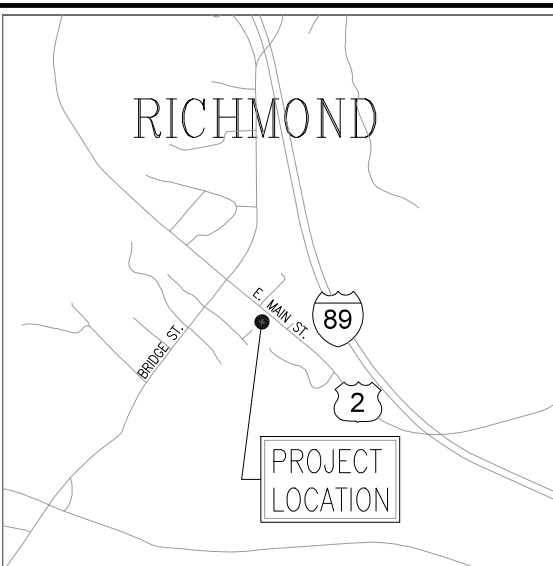 RICHMOND
E. MAIN ST.
89
BRIDGE ST.
2
PROJECT
LOCATION